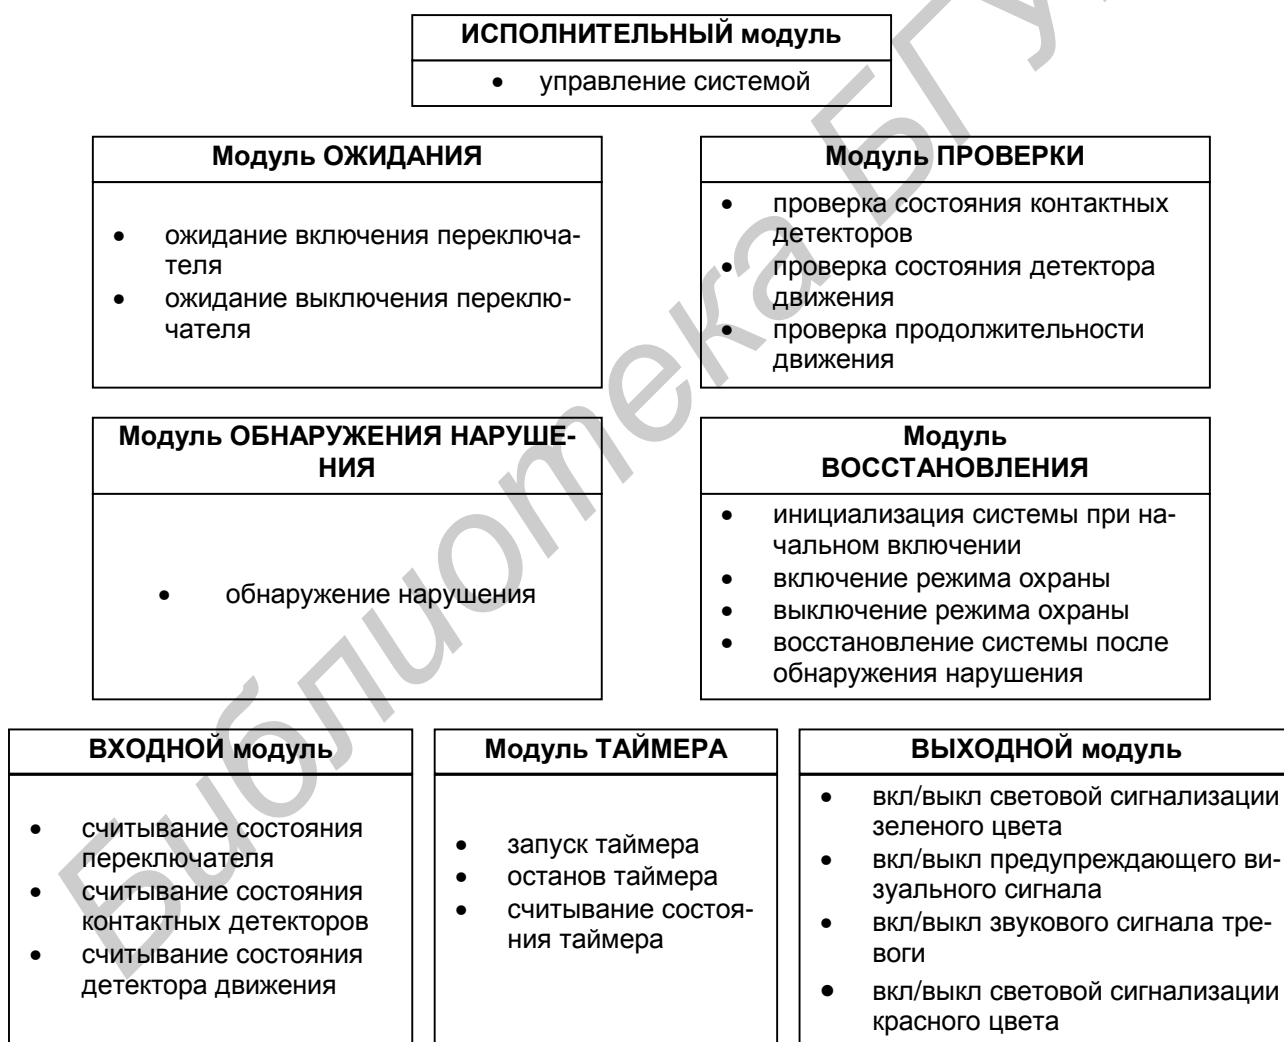 ИСПОЛНИТЕЛЬНЫЙ модуль
• управление системой
Модуль ОЖИДАНИЯ
• ожидание включения переключа-
теля
• ожидание выключения переклю-
чателя
Модуль ПРОВЕРКИ
• проверка состояния контактных
детекторов
• проверка состояния детектора
движения
• проверка продолжительности
движения
Модуль ОБНАРУЖЕНИЯ НАРУШЕ-
НИЯ
• обнаружение нарушения
Модуль
ВОССТАНОВЛЕНИЯ
• инициализация системы при на-
чальном включении
• включение режима охраны
• выключение режима охраны
• восстановление системы после
обнаружения нарушения
ВХОДНОЙ модуль
• считывание состояния
переключателя
• считывание состояния
контактных детекторов
• считывание состояния
детектора движения
Модуль ТАЙМЕРА
• запуск таймера
• останов таймера
• считывание состоя-
ния таймера
ВЫХОДНОЙ модуль
• вкл/выкл световой сигнализации
зеленого цвета
• вкл/выкл предупреждающего ви-
зуального сигнала
• вкл/выкл звукового сигнала тре-
воги
• вкл/выкл световой сигнализации
красного цвета
Библиотека БГУ